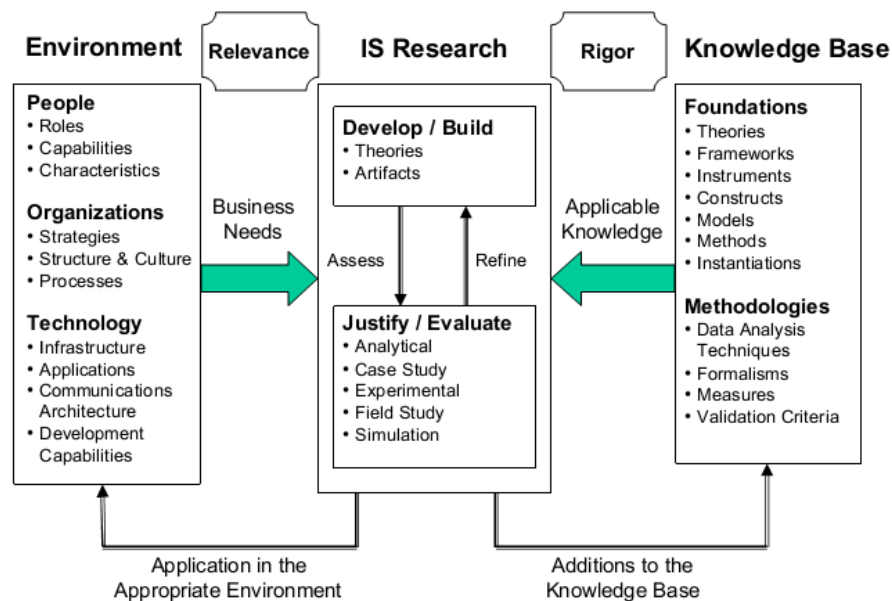 Environment
Relevance
IS Research
Rigor
Knowledge Base
People
• Roles
• Capabilities
• Characteristics
Organizations
• Strategies
• Structure & Culture
• Processes
Technology
• Infrastructure
• Applications
• Communications
Architecture
• Development
Capabilities
Business
Needs
Develop / Build
• Theories
• Artifacts
Assess
Refine
Justify / Evaluate
• Analytical
• Case Study
• Experimental
• Field Study
• Simulation
Applicable
Knowledge
Foundations
• Theories
• Frameworks
• Instruments
• Constructs
• Models
• Methods
• Instantiations
Methodologies
• Data Analysis
Techniques
• Formalisms
• Measures
• Validation Criteria
Application in the
Appropriate Environment
Additions to the
Knowledge Base